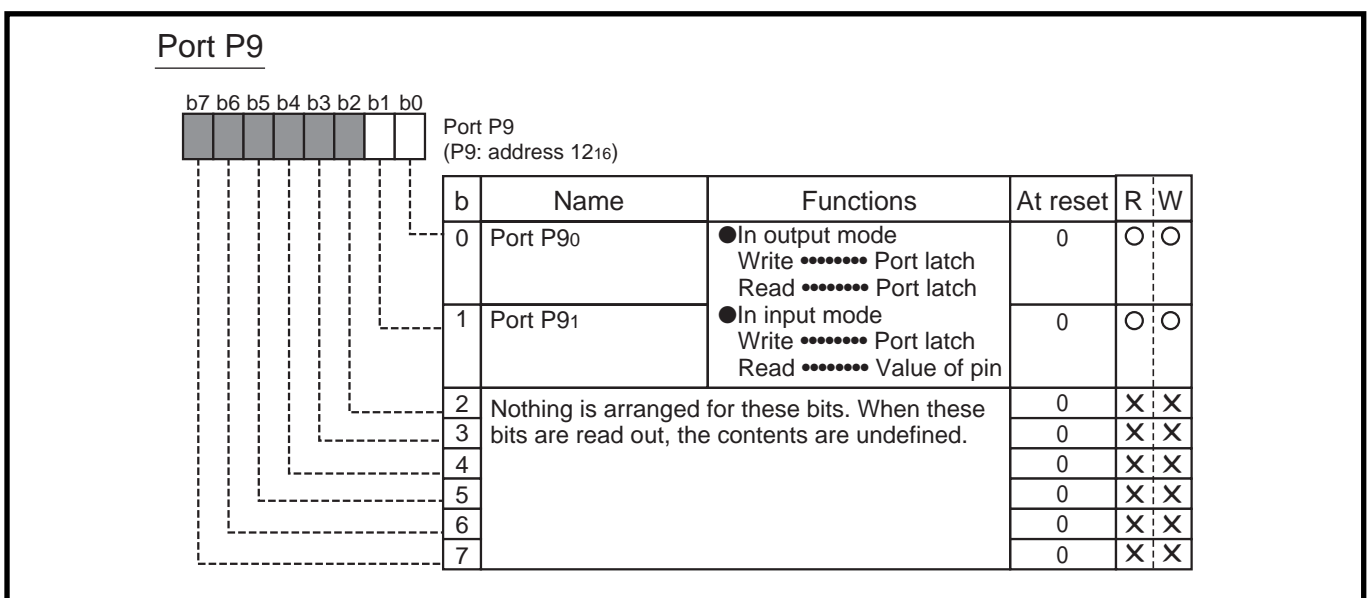 Port P9
b7 b6 b5 b4 b3 b2 b1 b0
Port P9
(P9: address 12₁₆)
b Name Functions At reset R W
0 Port P9₀ ●In output mode 0 O O
Write •••••••• Port latch
Read •••••••• Port latch
1 Port P9₁ ●In input mode 0 O O
Write •••••••• Port latch
Read •••••••• Value of pin
2 Nothing is arranged for these bits. When these 0 X X
3 bits are read out, the contents are undefined. 0 X X
4 0 X X
5 0 X X
6 0 X X
7 0 X X